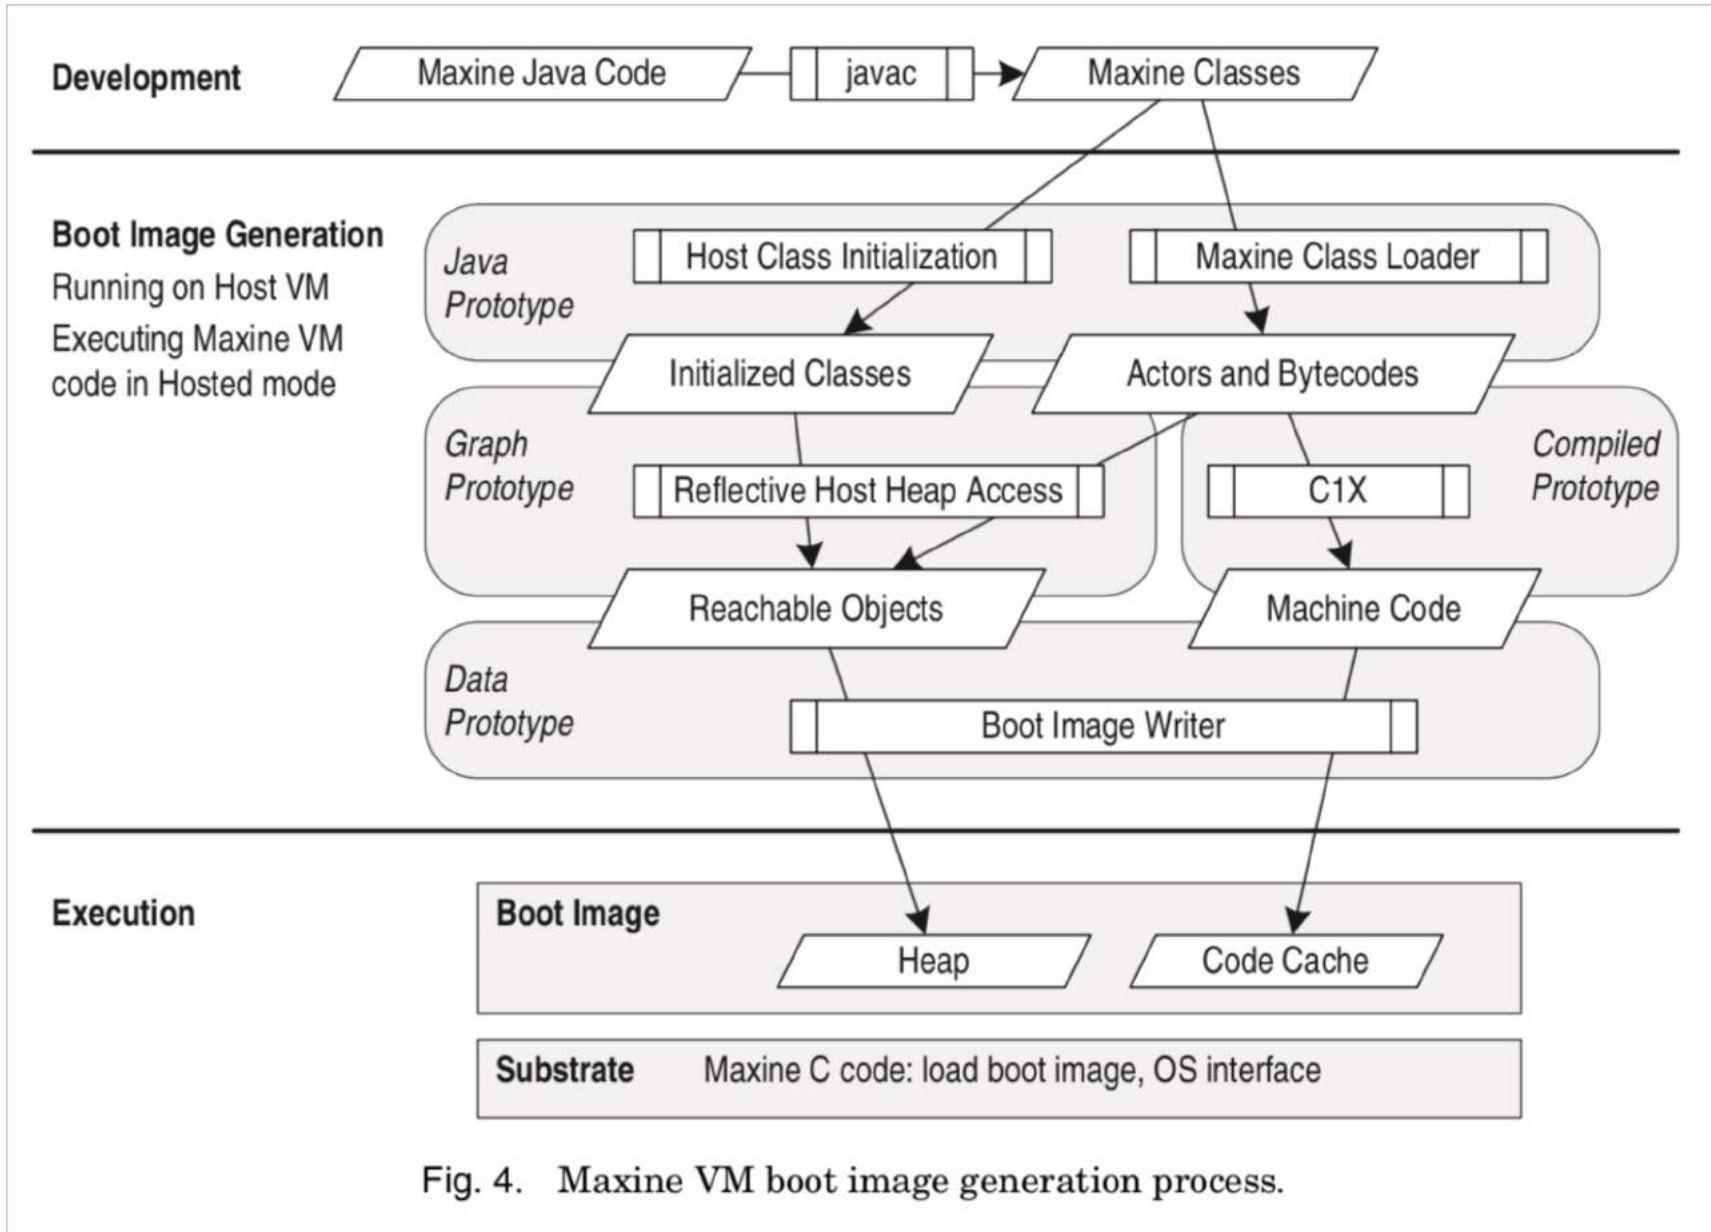 Development
Maxine Java Code
javac
Maxine Classes
Boot Image Generation
Running on Host VM
Executing Maxine VM
code in Hosted mode
Java
Prototype
Host Class Initialization
Maxine Class Loader
Initialized Classes
Actors and Bytecodes
Graph
Prototype
Reflective Host Heap Access
C1X
Compiled
Prototype
Reachable Objects
Machine Code
Data
Prototype
Boot Image Writer
Execution
Boot Image
Heap
Code Cache
Substrate Maxine C code: load boot image, OS interface
Fig. 4. Maxine VM boot image generation process.